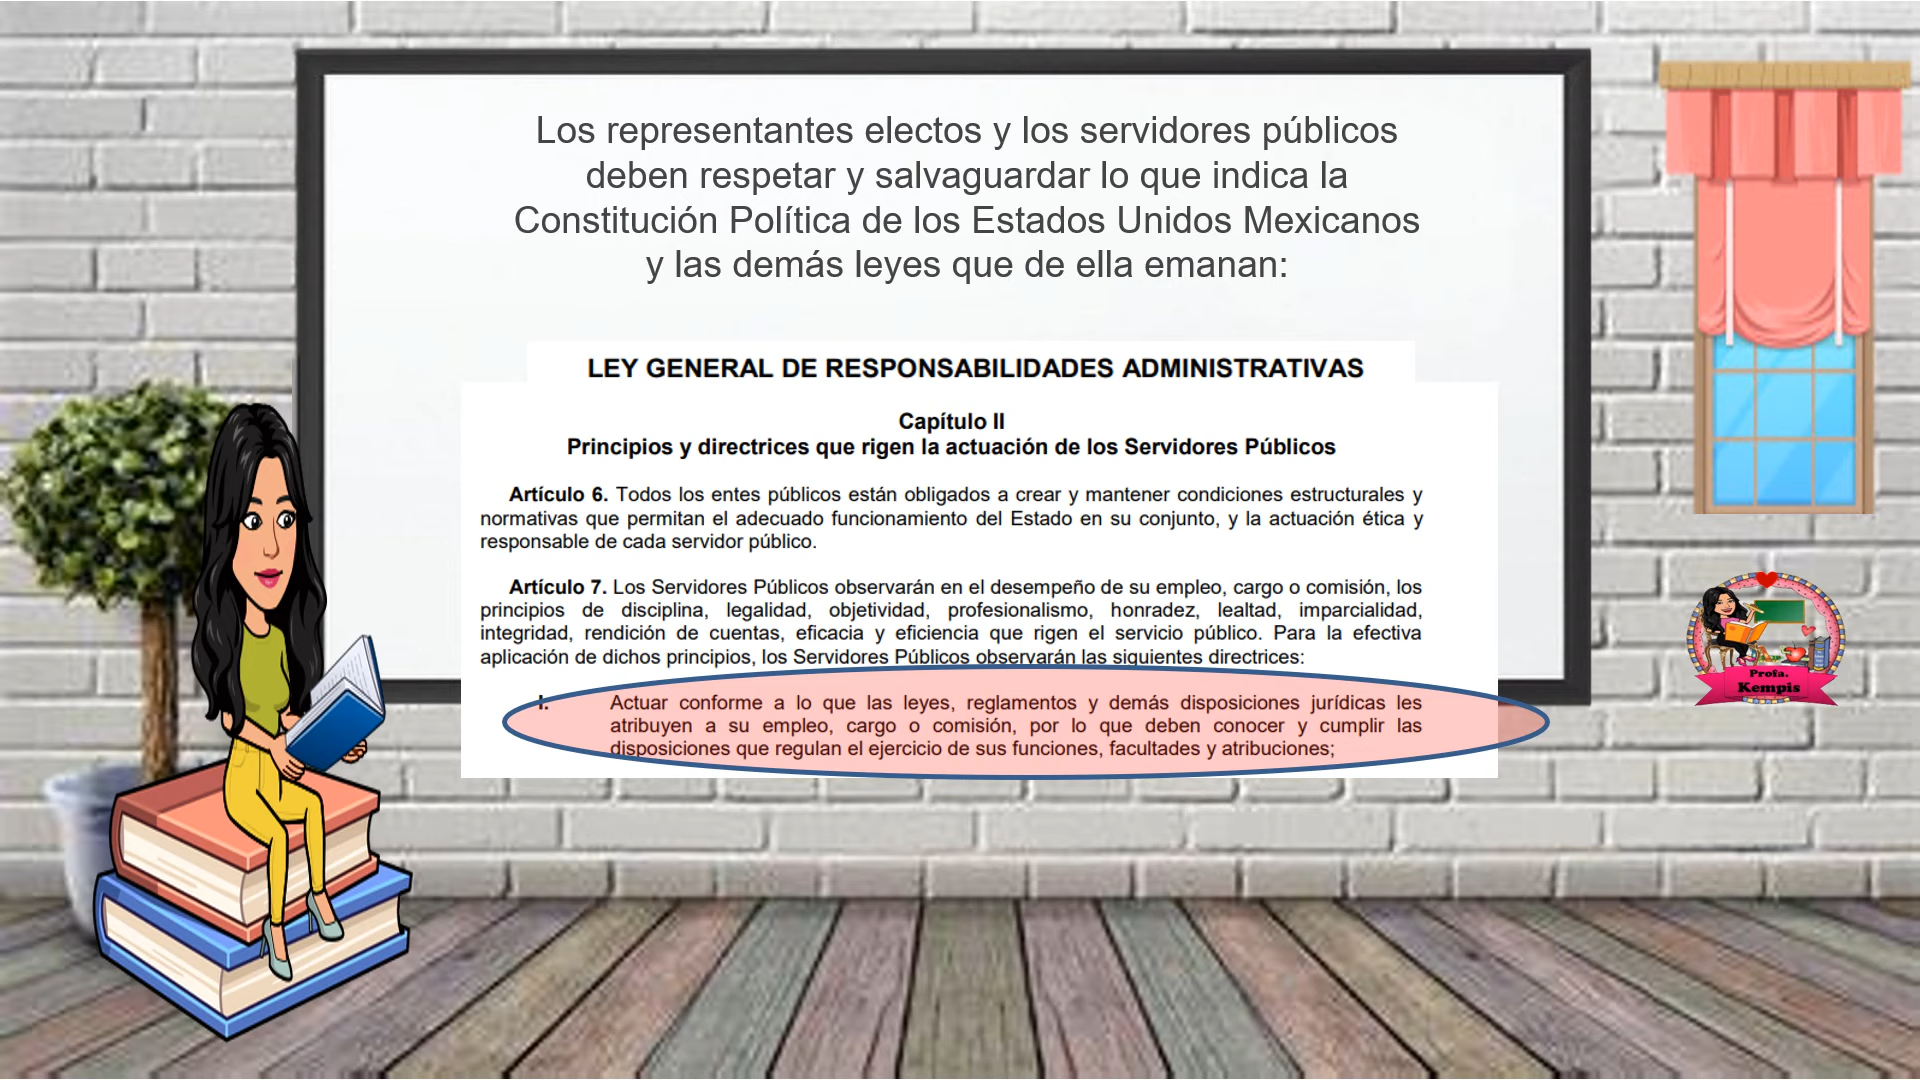 Los representantes electos y los servidores públicos
deben respetar y salvaguardar lo que indica la
Constitución Política de los Estados Unidos Mexicanos
y las demás leyes que de ella emanan:
LEY GENERAL DE RESPONSABILIDADES ADMINISTRATIVAS
Capítulo II
Principios y directrices que rigen la actuación de los Servidores Públicos
Artículo 6. Todos los entes públicos están obligados a crear y mantener condiciones estructurales y
normativas que permitan el adecuado funcionamiento del Estado en su conjunto, y la actuación ética y
responsable de cada servidor público.
Artículo 7. Los Servidores Públicos observarán en el desempeño de su empleo, cargo o comisión, los
principios de disciplina, legalidad, objetividad, profesionalismo, honradez, lealtad, imparcialidad,
integridad, rendición de cuentas, eficacia y eficiencia que rigen el servicio público. Para la efectiva
aplicación de dichos principios, los Servidores Públicos observarán las siguientes directrices:
I. Actuar conforme a lo que las leyes, reglamentos y demás disposiciones jurídicas les
atribuyen a su empleo, cargo o comisión, por lo que deben conocer y cumplir las
disposiciones que regulan el ejercicio de sus funciones, facultades y atribuciones;
Profa.
Kempis